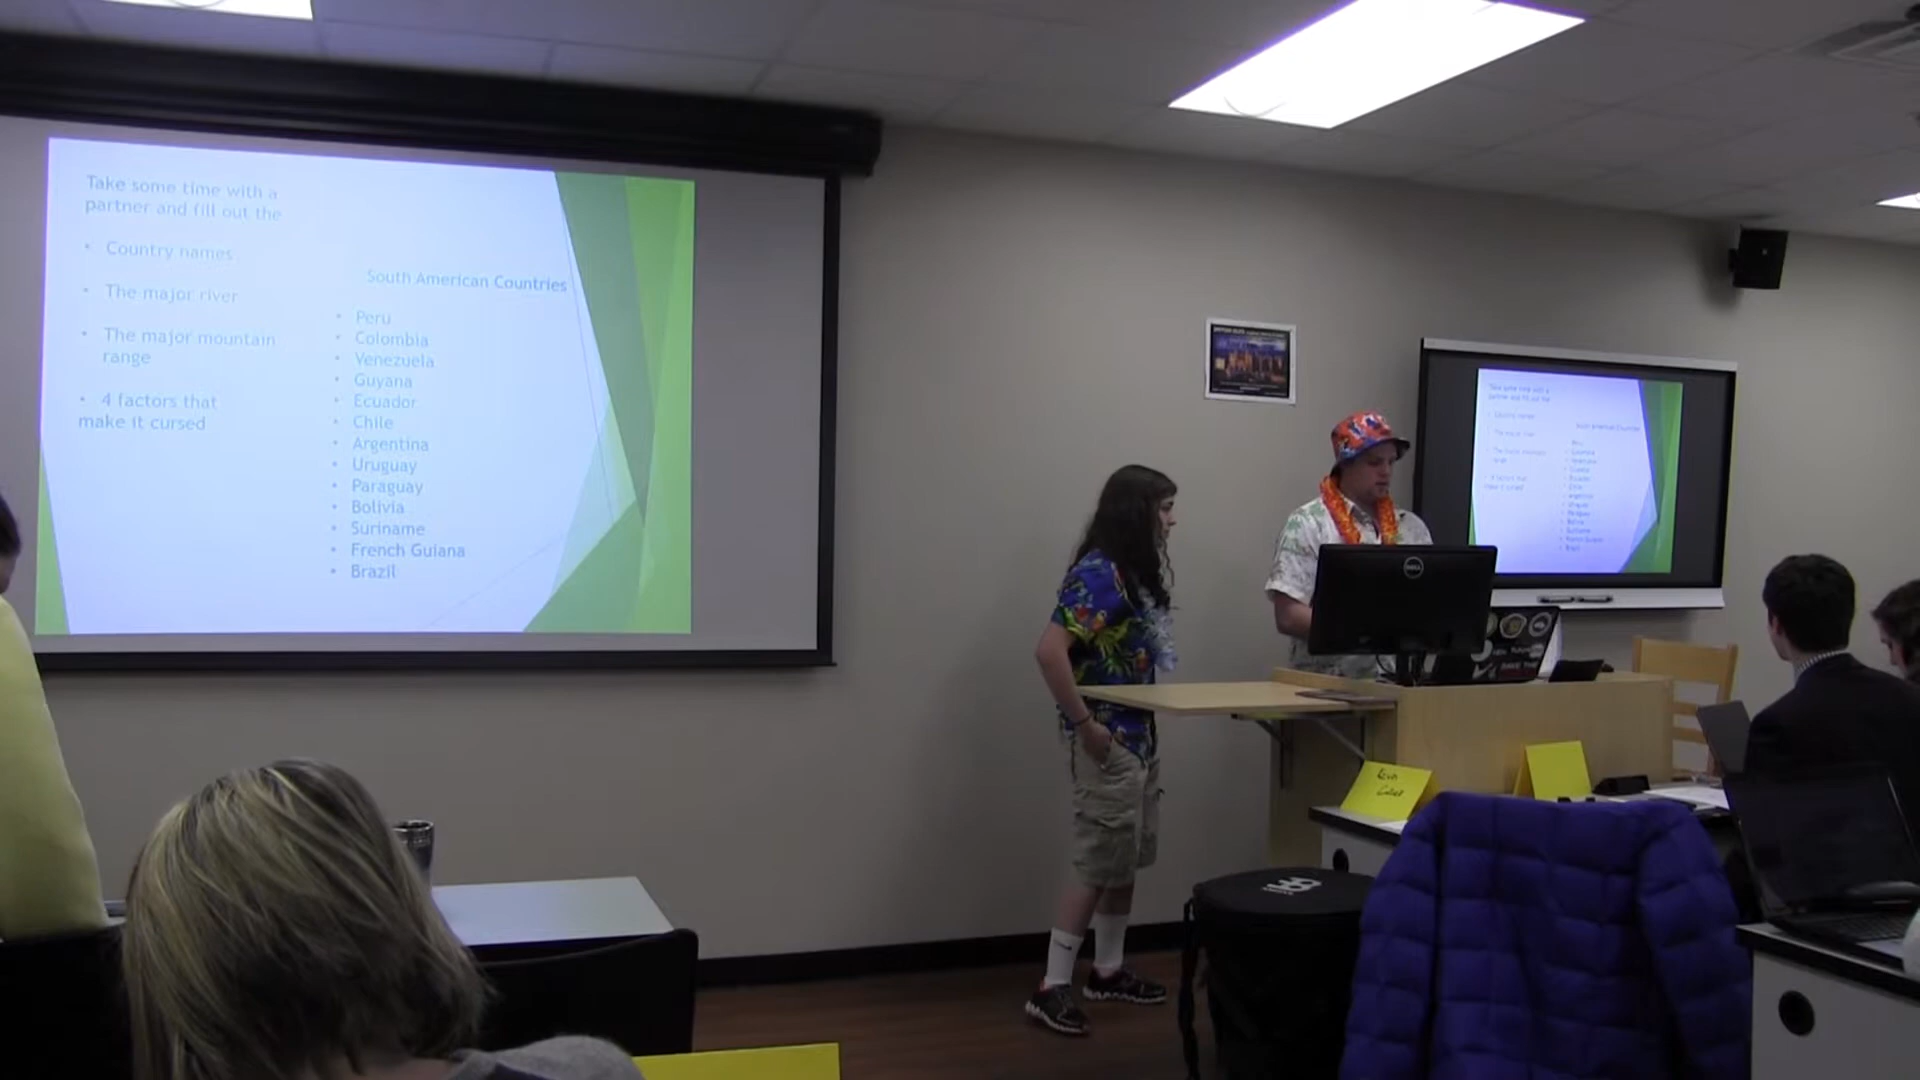 Take some time with a
partner and fill out the
• Country names
• The major river
• The major mountain
range
• 4 factors that
make it cursed
South American Countries
• Peru
• Colombia
• Venezuela
• Guyana
• Ecuador
• Chile
• Argentina
• Uruguay
• Paraguay
• Bolivia
• Suriname
• French Guiana
• Brazil
DELL